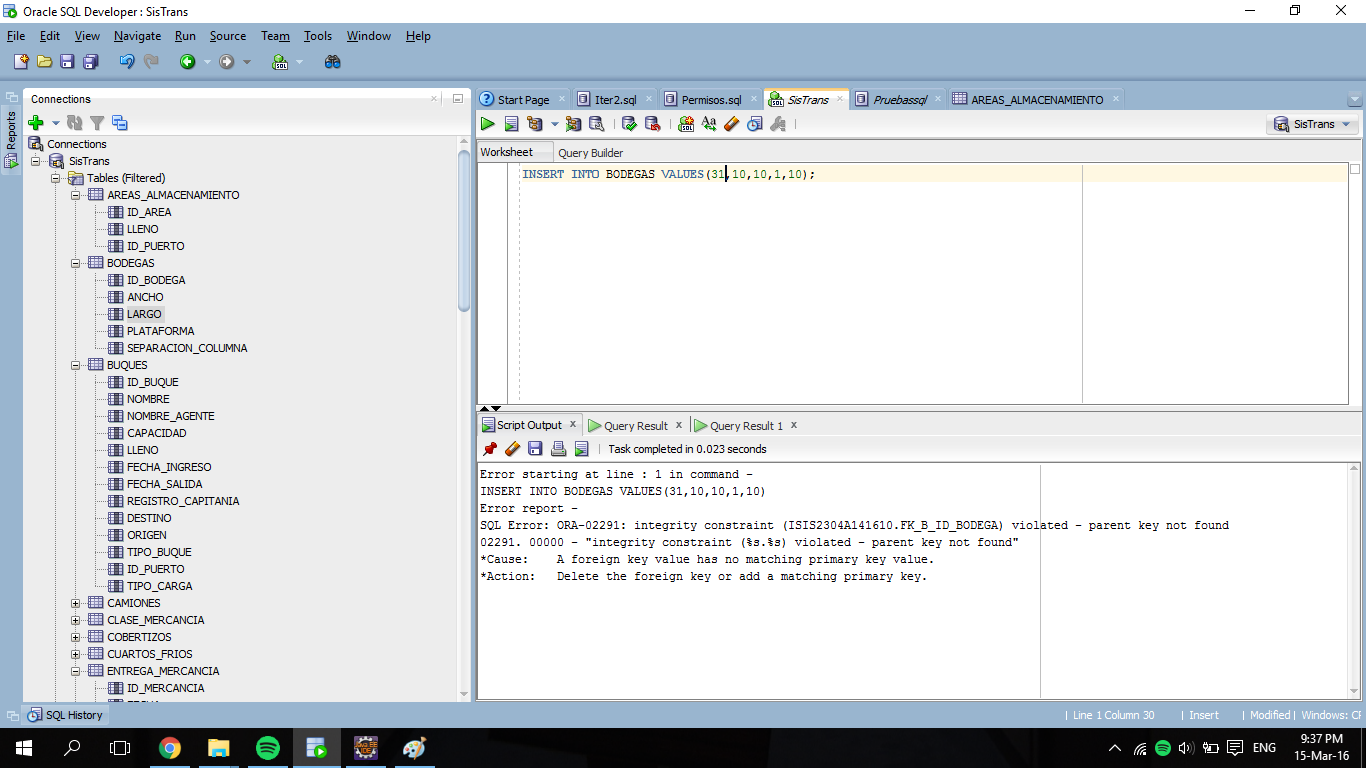 Oracle SQL Developer : SisTrans
File Edit View Navigate Run Source Team Tools Window Help
Reports
Connections
Connections
SisTrans
Tables (Filtered)
AREAS_ALMACENAMIENTO
ID_AREA
LLENO
ID_PUERTO
BODEGAS
ID_BODEGA
ANCHO
LARGO
PLATAFORMA
SEPARACION_COLUMNA
BUQUES
ID_BUQUE
NOMBRE
NOMBRE_AGENTE
CAPACIDAD
LLENO
FECHA_INGRESO
FECHA_SALIDA
REGISTRO_CAPITANIA
DESTINO
ORIGEN
TIPO_BUQUE
ID_PUERTO
TIPO_CARGA
CAMIONES
CLASE_MERCANCIA
COBERTIZOS
CUARTOS_FRIOS
ENTREGA_MERCANCIA
ID_MERCANCIA
Start Page Iter2.sql Permisos.sql SisTrans Pruebassql AREAS_ALMACENAMIENTO
SisTrans
Worksheet Query Builder
INSERT INTO BODEGAS VALUES(31,10,10,1,10);
Script Output x Query Result x Query Result 1 x
Task completed in 0.023 seconds
Error starting at line : 1 in command -
INSERT INTO BODEGAS VALUES(31,10,10,1,10)
Error report -
SQL Error: ORA-02291: integrity constraint (ISIS2304A141610.FK_B_ID_BODEGA) violated - parent key not found
02291. 00000 - "integrity constraint (%s.%s) violated - parent key not found"
*Cause: A foreign key value has no matching primary key value.
*Action: Delete the foreign key or add a matching primary key.
SQL History
Line 1 Column 30 | Insert | Modified | Windows:
ENG
9:37 PM
15-Mar-16